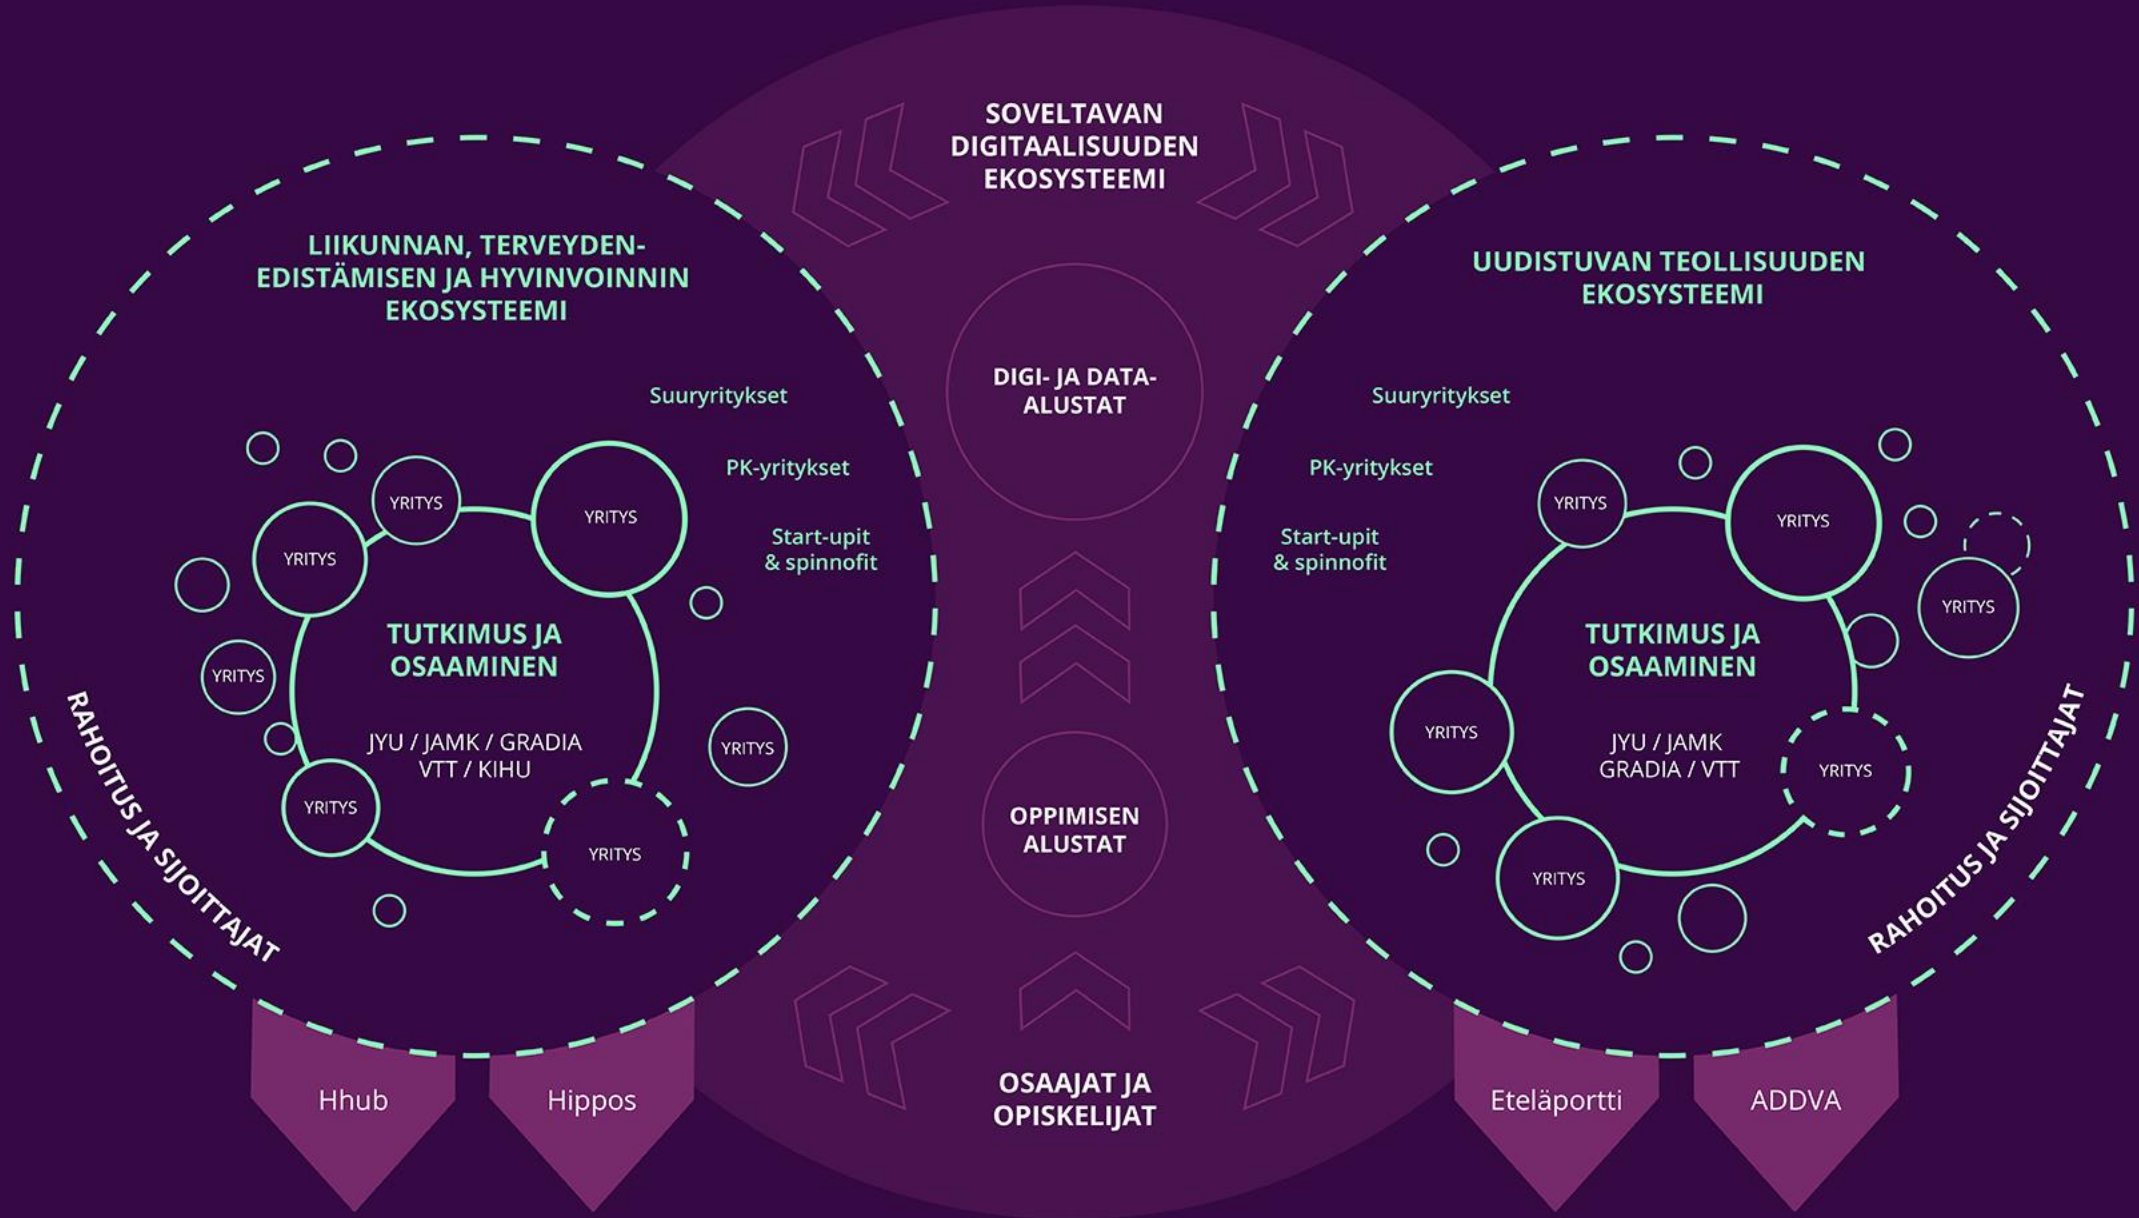 SOVELTAVAN
DIGITAALISUUDEN
EKOSYSTEEMI
LIIKUNNAN, TERVEYDEN-
EDISTÄMISEN JA HYVINVOINNIN
EKOSYSTEEMI
Suuryritykset
PK-yritykset
Start-upit
& spinnofit
YRITYS
YRITYS
YRITYS
YRITYS
YRITYS
YRITYS
YRITYS
TUTKIMUS JA
OSAAMINEN
JYU / JAMK / GRADIA
VTT / KIHU
RAHOITUS JA SIJOITTAJAT
Hhub
Hippos
DIGI- JA DATA-
ALUSTAT
OPPIMISEN
ALUSTAT
OSAAJAT JA
OPISKELIJAT
UUDISTUVAN TEOLLISUUDEN
EKOSYSTEEMI
Suuryritykset
PK-yritykset
Start-upit
& spinnofit
YRITYS
YRITYS
YRITYS
YRITYS
YRITYS
YRITYS
TUTKIMUS JA
OSAAMINEN
JYU / JAMK
GRADIA / VTT
RAHOITUS JA SIJOITTAJAT
Eteläportti
ADDVA